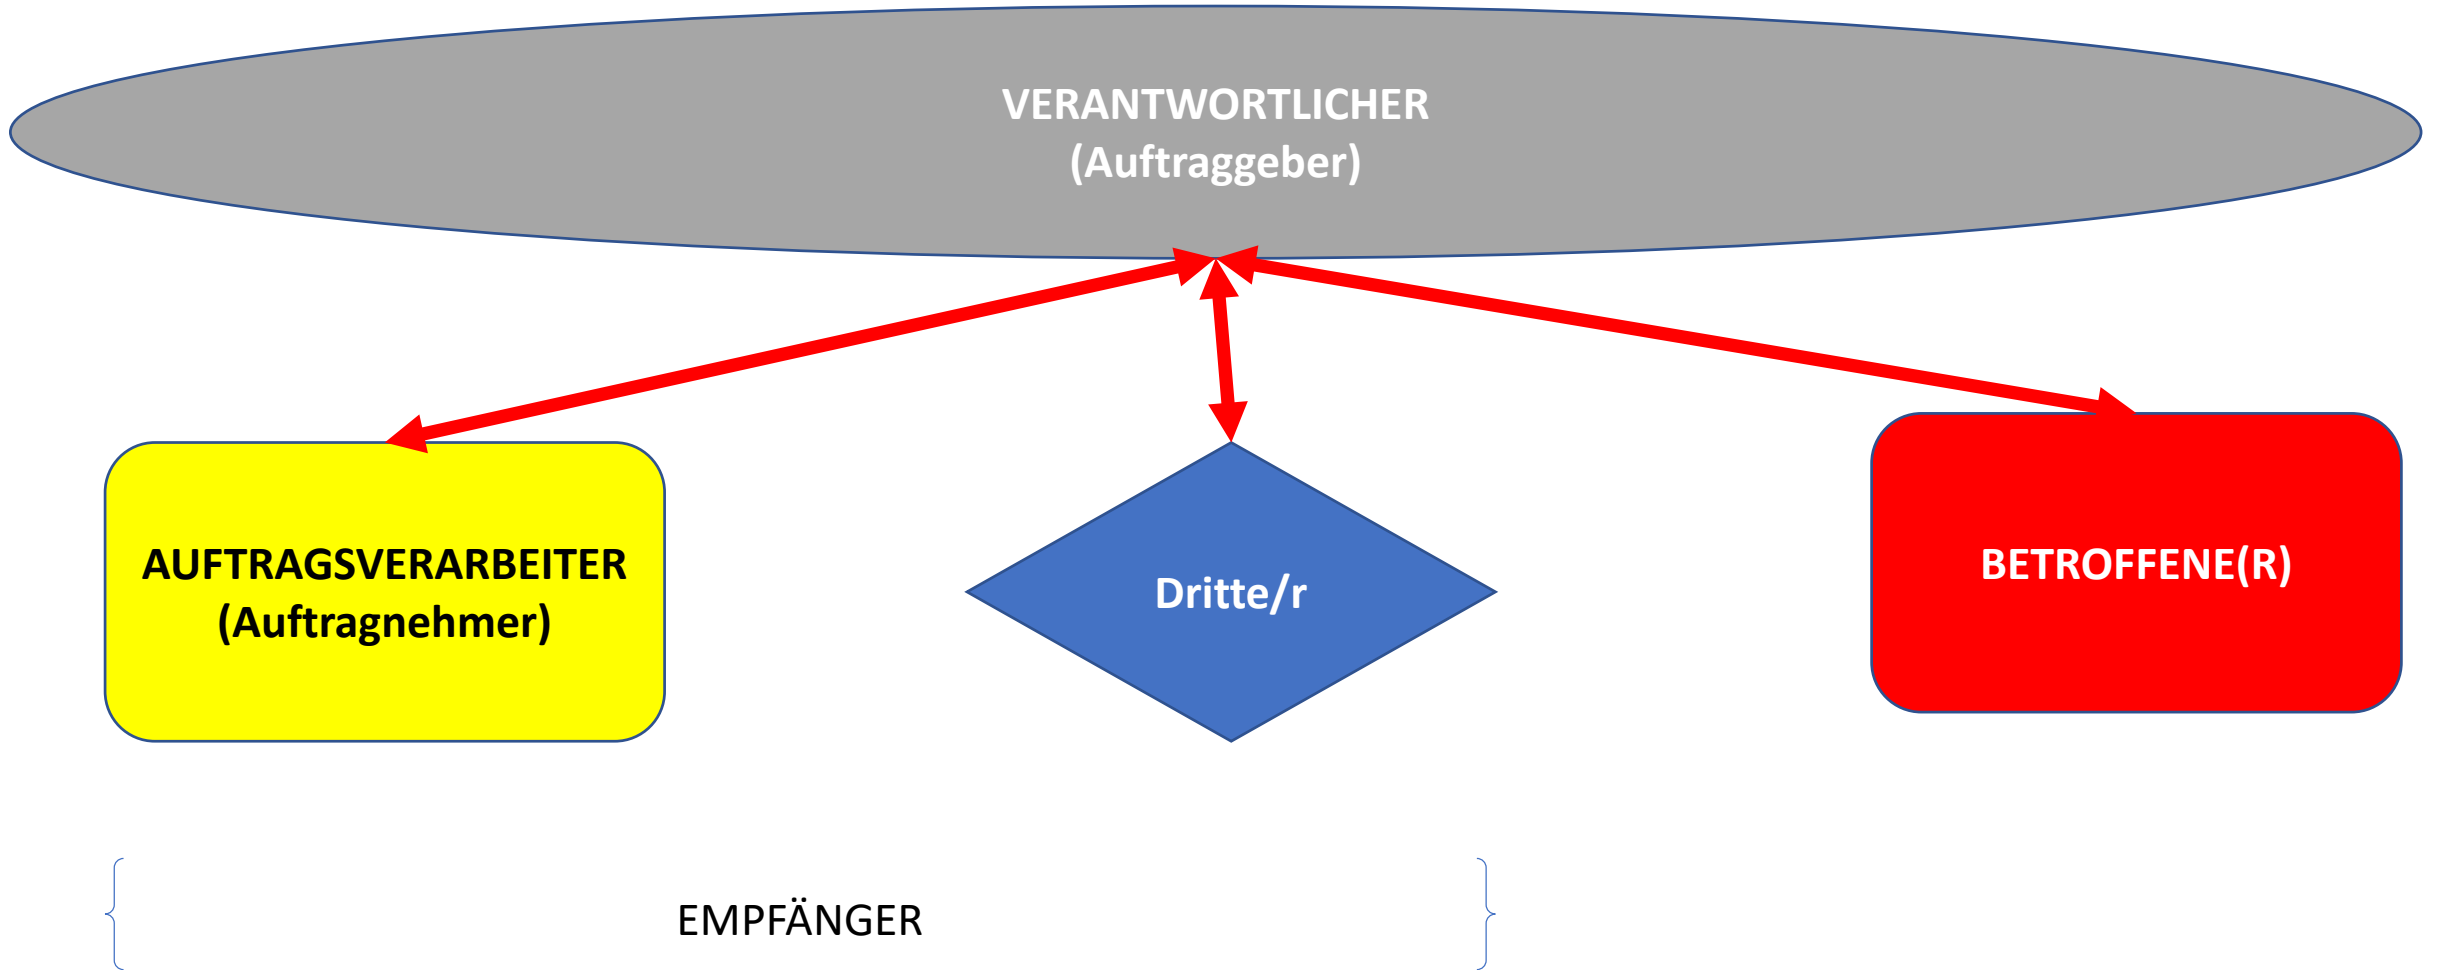 VERANTWORTLICHER
(Auftraggeber)
AUFTRAGSVERARBEITER
(Auftragnehmer)
Dritte/r
BETROFFENE(R)
EMPFÄNGER